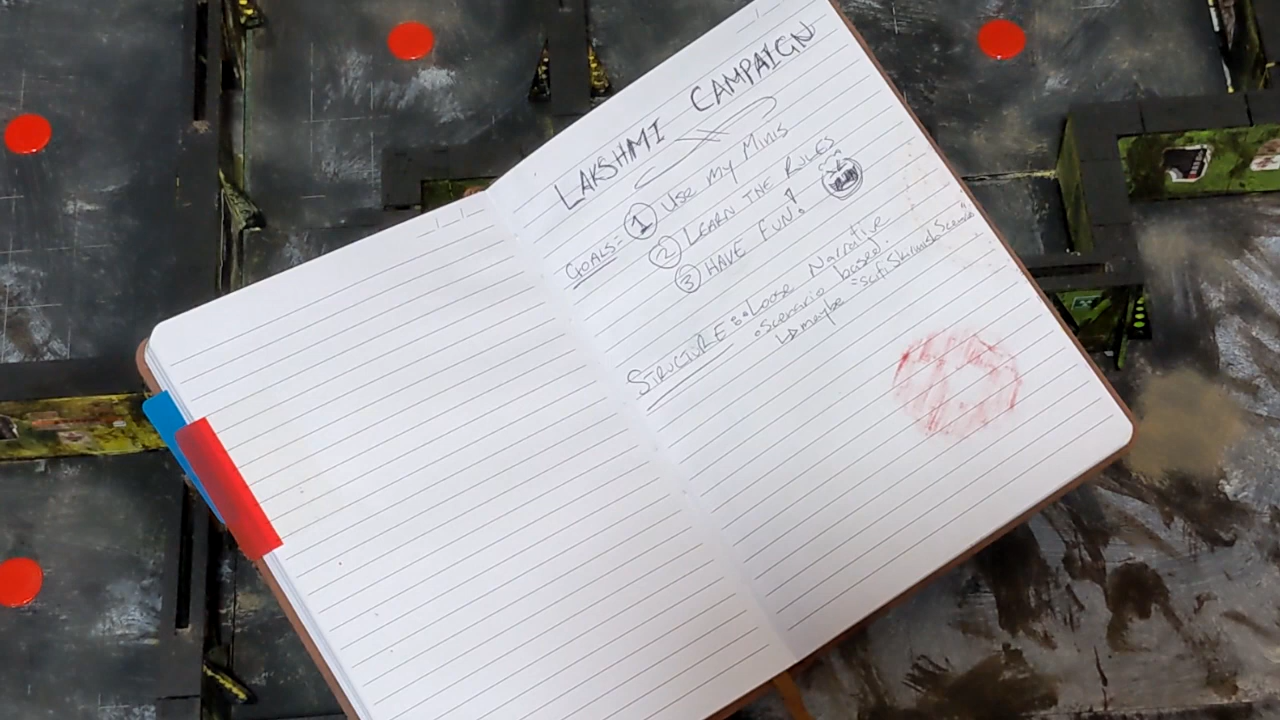 LAKSHMI CAMPAIGN
GOALS: ① USE MY MINIS
② LEARN THE RULES
③ HAVE FUN!
STRUCTURE: • Loose Narrative
• Scenario based.
↳ maybe "Scifi Skirmish Scenarios"